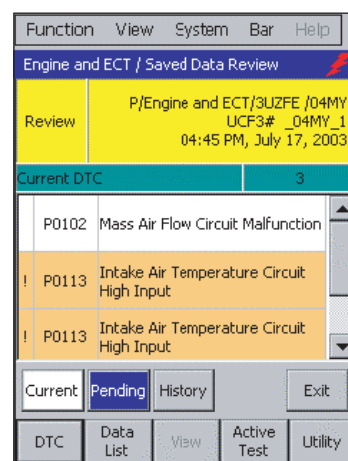 Function View System Bar Help
Engine and ECT / Saved Data Review
Review
P/Engine and ECT/3UZFE /04MY
UCF3# _04MY_1
04:45 PM, July 17, 2003
Current DTC 3
P0102 Mass Air Flow Circuit Malfunction
! P0113 Intake Air Temperature Circuit
High Input
! P0113 Intake Air Temperature Circuit
High Input
Current Pending History Exit
DTC Data List View Active Test Utility